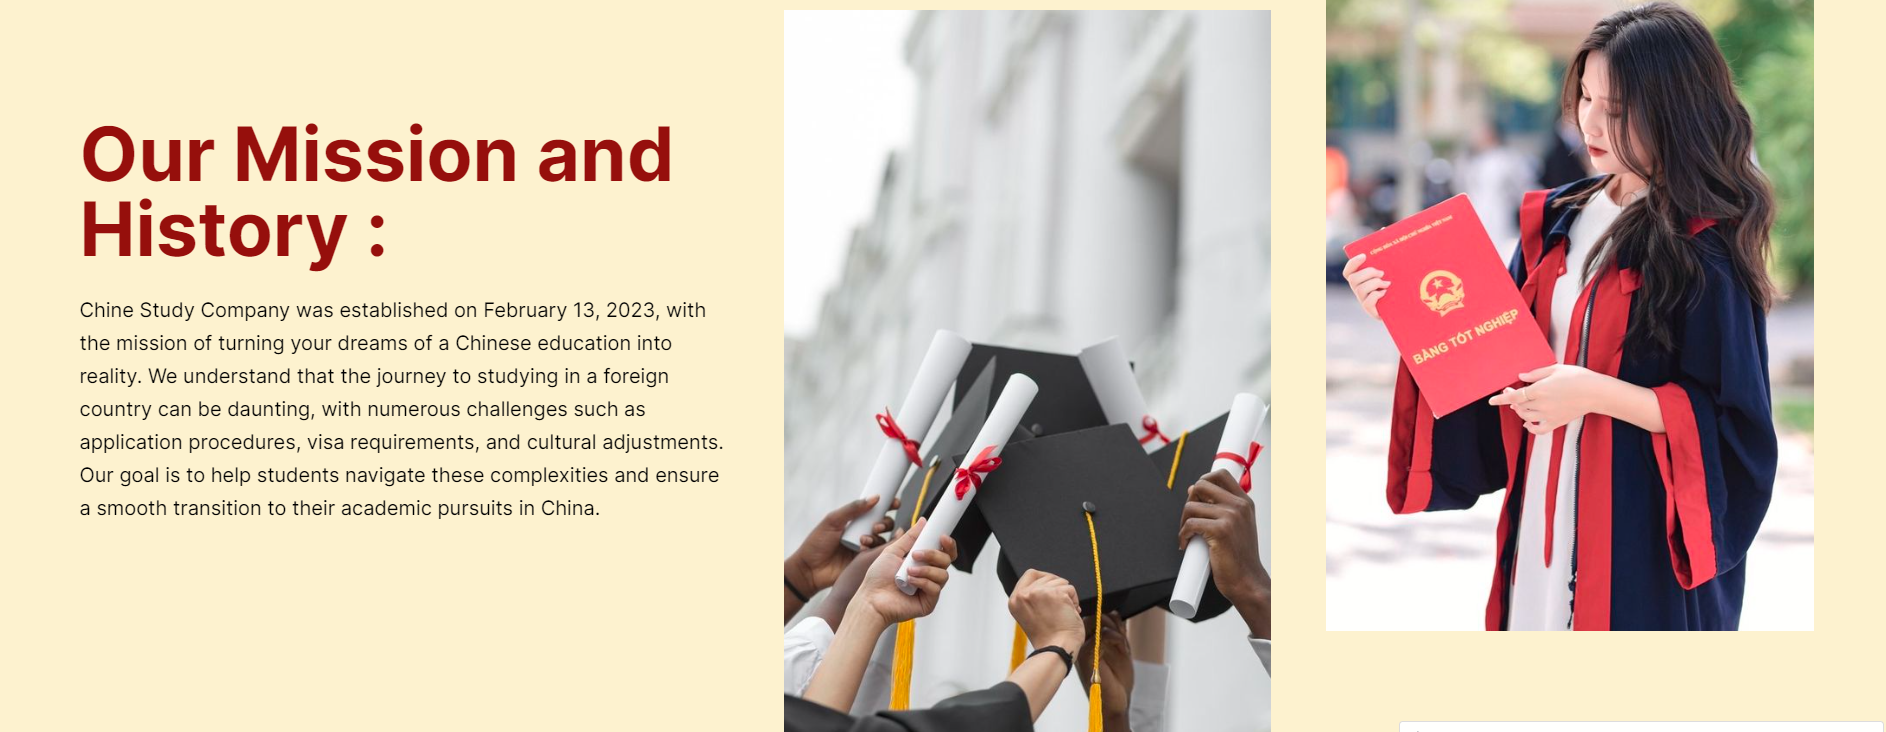 Our Mission and
History :
Chine Study Company was established on February 13, 2023, with
the mission of turning your dreams of a Chinese education into
reality. We understand that the journey to studying in a foreign
country can be daunting, with numerous challenges such as
application procedures, visa requirements, and cultural adjustments.
Our goal is to help students navigate these complexities and ensure
a smooth transition to their academic pursuits in China.
BẰNG TỐT NGHIỆP